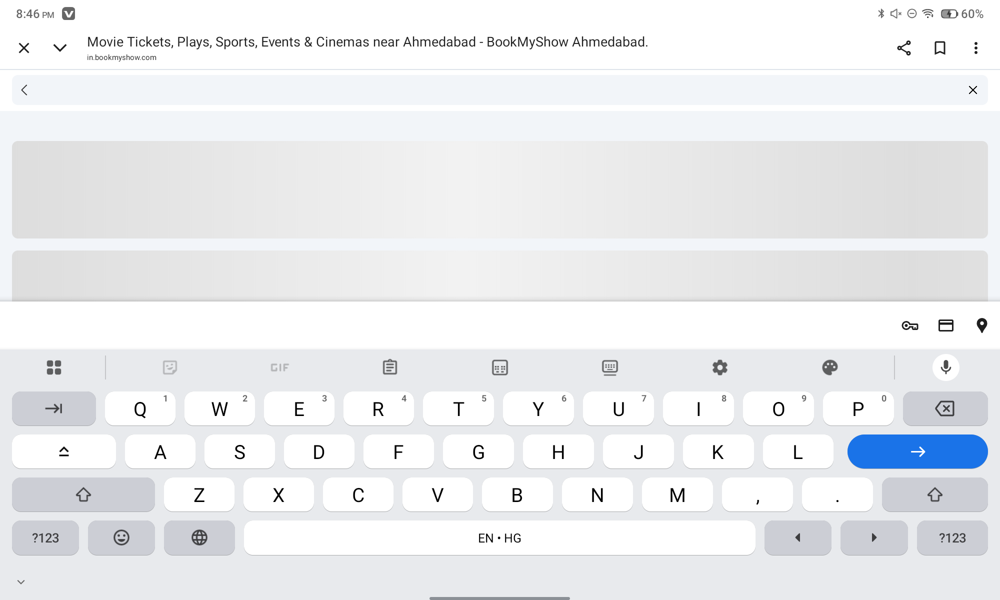 8:46 PM
60%
Movie Tickets, Plays, Sports, Events & Cinemas near Ahmedabad - BookMyShow Ahmedabad.
in.bookmyshow.com
GIF
Q 1 W 2 E 3 R 4 T 5 Y 6 U 7 I 8 O 9 P 0
A S D F G H J K L
Z X C V B N M , .
?123 EN • HG ?123